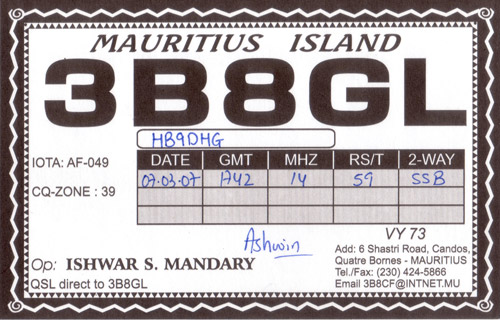 MAURITIUS ISLAND
3B8GL
HB9DHG
IOTA: AF-049
CQ-ZONE : 39
DATE GMT MHZ RS/T 2-WAY
07.03.07 1742 14 59 SSB
Ashwin
VY 73
Op: ISHWAR S. MANDARY
QSL direct to 3B8GL
Add: 6 Shastri Road, Candos,
Quatre Bornes - MAURITIUS
Tel./Fax: (230) 424-5866
Email 3B8CF@INTNET.MU